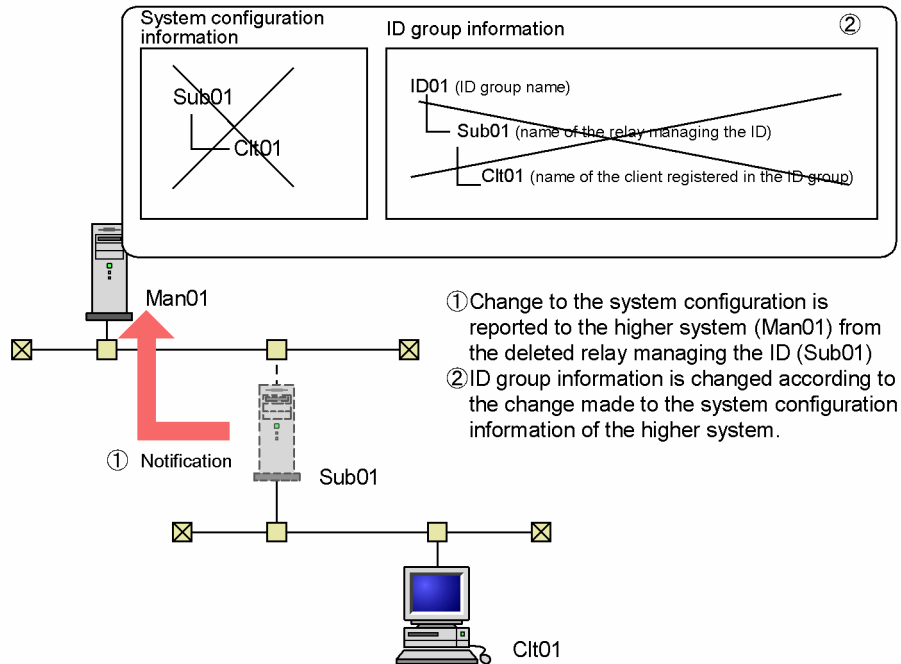 System configuration
information
ID group information
②
Sub01
Clt01
ID01 (ID group name)
Sub01 (name of the relay managing the ID)
Clt01 (name of the client registered in the ID group)
Man01
①Change to the system configuration is
reported to the higher system (Man01) from
the deleted relay managing the ID (Sub01)
②ID group information is changed according to
the change made to the system configuration
information of the higher system.
① Notification
Sub01
Clt01